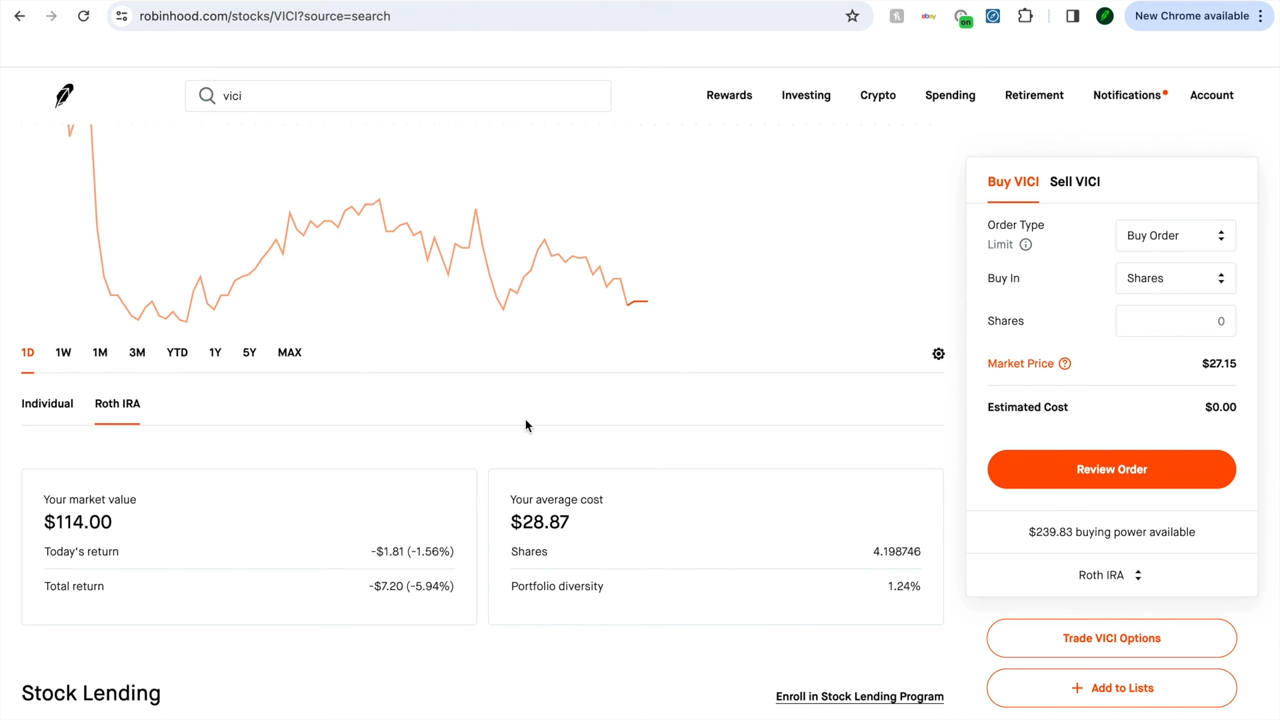 robinhood.com/stocks/VICI?source=search
ebay
on
New Chrome available
vici
Rewards
Investing
Crypto
Spending
Retirement
Notifications
Account
1D
1W
1M
3M
YTD
1Y
5Y
MAX
Individual
Roth IRA
Your market value
$114.00
Today's return -$1.81 (-1.56%)
Total return -$7.20 (-5.94%)
Your average cost
$28.87
Shares 4.198746
Portfolio diversity 1.24%
Stock Lending
Enroll in Stock Lending Program
Buy VICI
Sell VICI
Order Type
Limit
Buy Order
Buy In Shares
Shares 0
Market Price $27.15
Estimated Cost $0.00
Review Order
$239.83 buying power available
Roth IRA
Trade VICI Options
+ Add to Lists